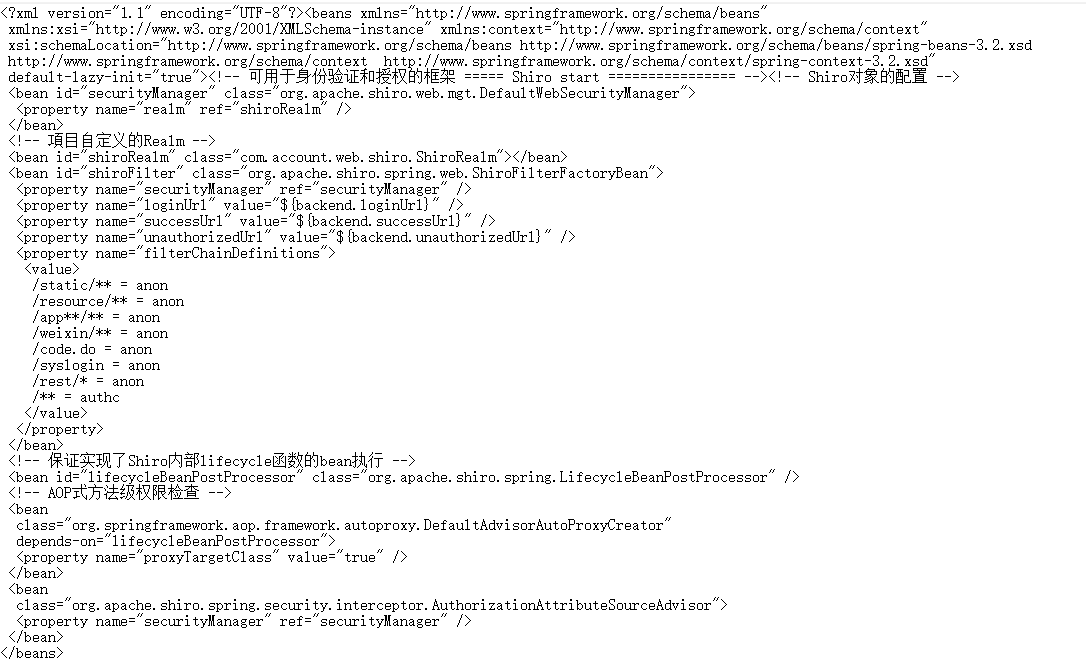 <?xml version="1.1" encoding="UTF-8"?><beans xmlns="http://www.springframework.org/schema/beans"
xmlns:xsi="http://www.w3.org/2001/XMLSchema-instance" xmlns:context="http://www.springframework.org/schema/context"
xsi:schemaLocation="http://www.springframework.org/schema/beans http://www.springframework.org/schema/beans/spring-beans-3.2.xsd
http://www.springframework.org/schema/context  http://www.springframework.org/schema/context/spring-context-3.2.xsd"
default-lazy-init="true"><!-- 可用于身份验证和授权的框架 ===== Shiro start ================ --><!-- Shiro对象的配置 -->
<bean id="securityManager" class="org.apache.shiro.web.mgt.DefaultWebSecurityManager">
<property name="realm" ref="shiroRealm" />
</bean>
<!-- 項目自定义的Realm -->
<bean id="shiroRealm" class="com.account.web.shiro.ShiroRealm"></bean>
<bean id="shiroFilter" class="org.apache.shiro.spring.web.ShiroFilterFactoryBean">
<property name="securityManager" ref="securityManager" />
<property name="loginUrl" value="${backend.loginUrl}" />
<property name="successUrl" value="${backend.successUrl}" />
<property name="unauthorizedUrl" value="${backend.unauthorizedUrl}" />
<property name="filterChainDefinitions">
<value>
/static/** = anon
/resource/** = anon
/app**/** = anon
/weixin/** = anon
/code.do = anon
/syslogin = anon
/rest/* = anon
/** = authc
</value>
</property>
</bean>
<!-- 保证实现了Shiro内部lifecycle函数的bean执行 -->
<bean id="lifecycleBeanPostProcessor" class="org.apache.shiro.spring.LifecycleBeanPostProcessor" />
<!-- AOP式方法级权限检查 -->
<bean
class="org.springframework.aop.framework.autoproxy.DefaultAdvisorAutoProxyCreator"
depends-on="lifecycleBeanPostProcessor">
<property name="proxyTargetClass" value="true" />
</bean>
<bean
class="org.apache.shiro.spring.security.interceptor.AuthorizationAttributeSourceAdvisor">
<property name="securityManager" ref="securityManager" />
</bean>
</beans>